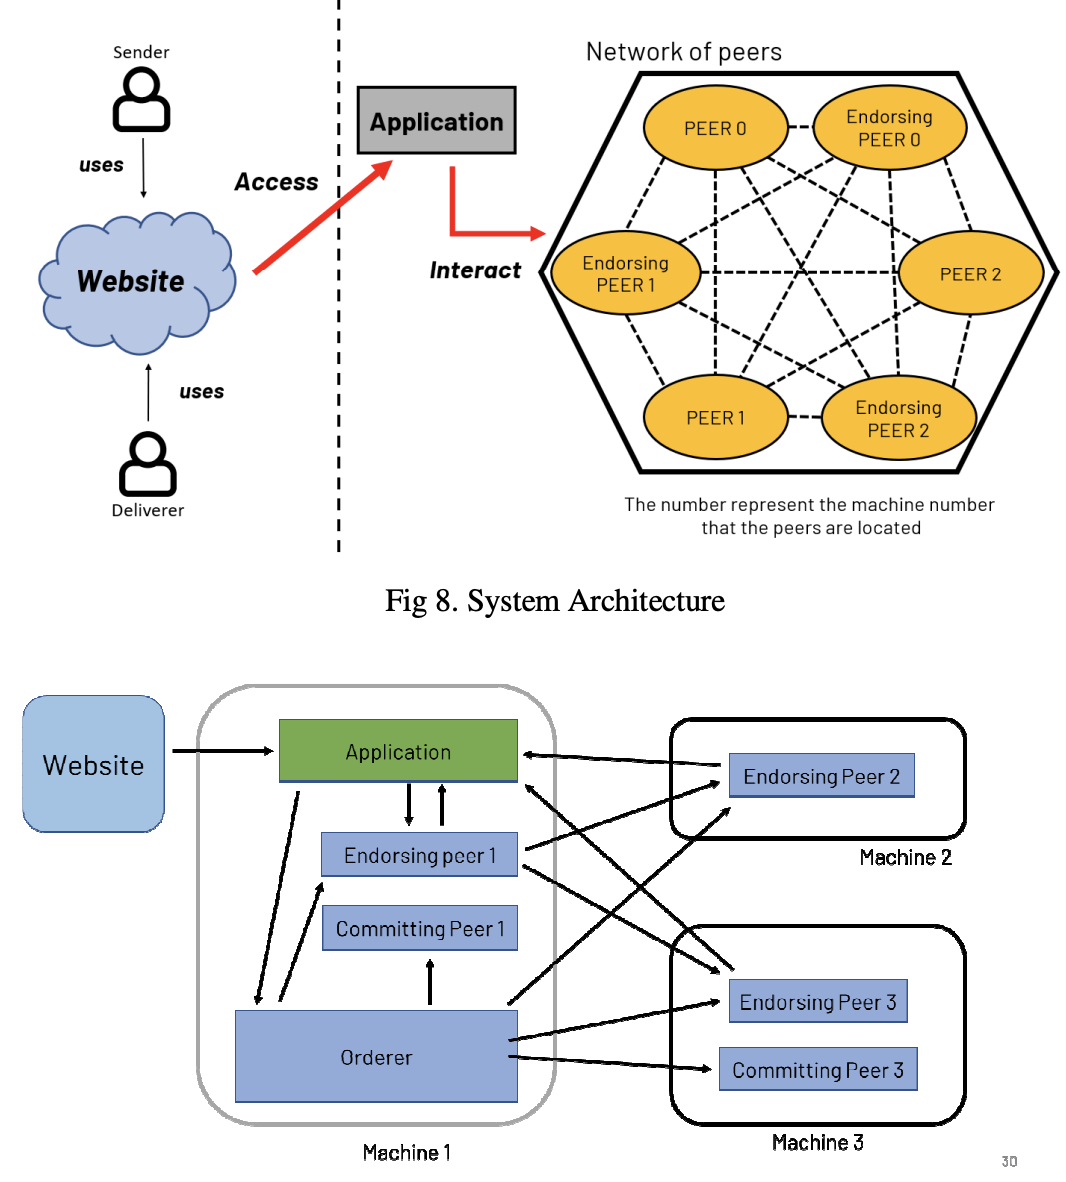 Sender
uses
Website
uses
Deliverer
Access
Application
Interact
Network of peers
PEER 0
Endorsing
PEER 0
Endorsing
PEER 1
PEER 2
PEER 1
Endorsing
PEER 2
The number represent the machine number
that the peers are located
Fig 8. System Architecture
Website
Application
Endorsing peer 1
Committing Peer 1
Orderer
Machine 1
Endorsing Peer 2
Machine 2
Endorsing Peer 3
Committing Peer 3
Machine 3
30